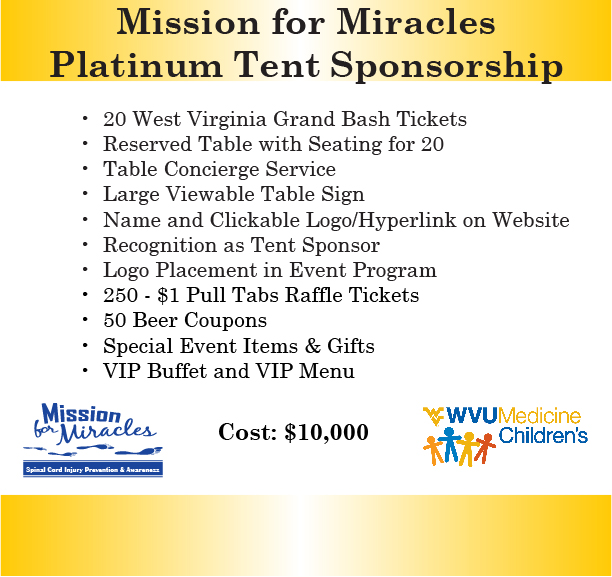 Mission for Miracles
Platinum Tent Sponsorship
• 20 West Virginia Grand Bash Tickets
• Reserved Table with Seating for 20
• Table Concierge Service
• Large Viewable Table Sign
• Name and Clickable Logo/Hyperlink on Website
• Recognition as Tent Sponsor
• Logo Placement in Event Program
• 250 - $1 Pull Tabs Raffle Tickets
• 50 Beer Coupons
• Special Event Items & Gifts
• VIP Buffet and VIP Menu
Mission
for Miracles
Spinal Cord Injury Prevention & Awareness
Cost: $10,000
WVUMedicine
Children's